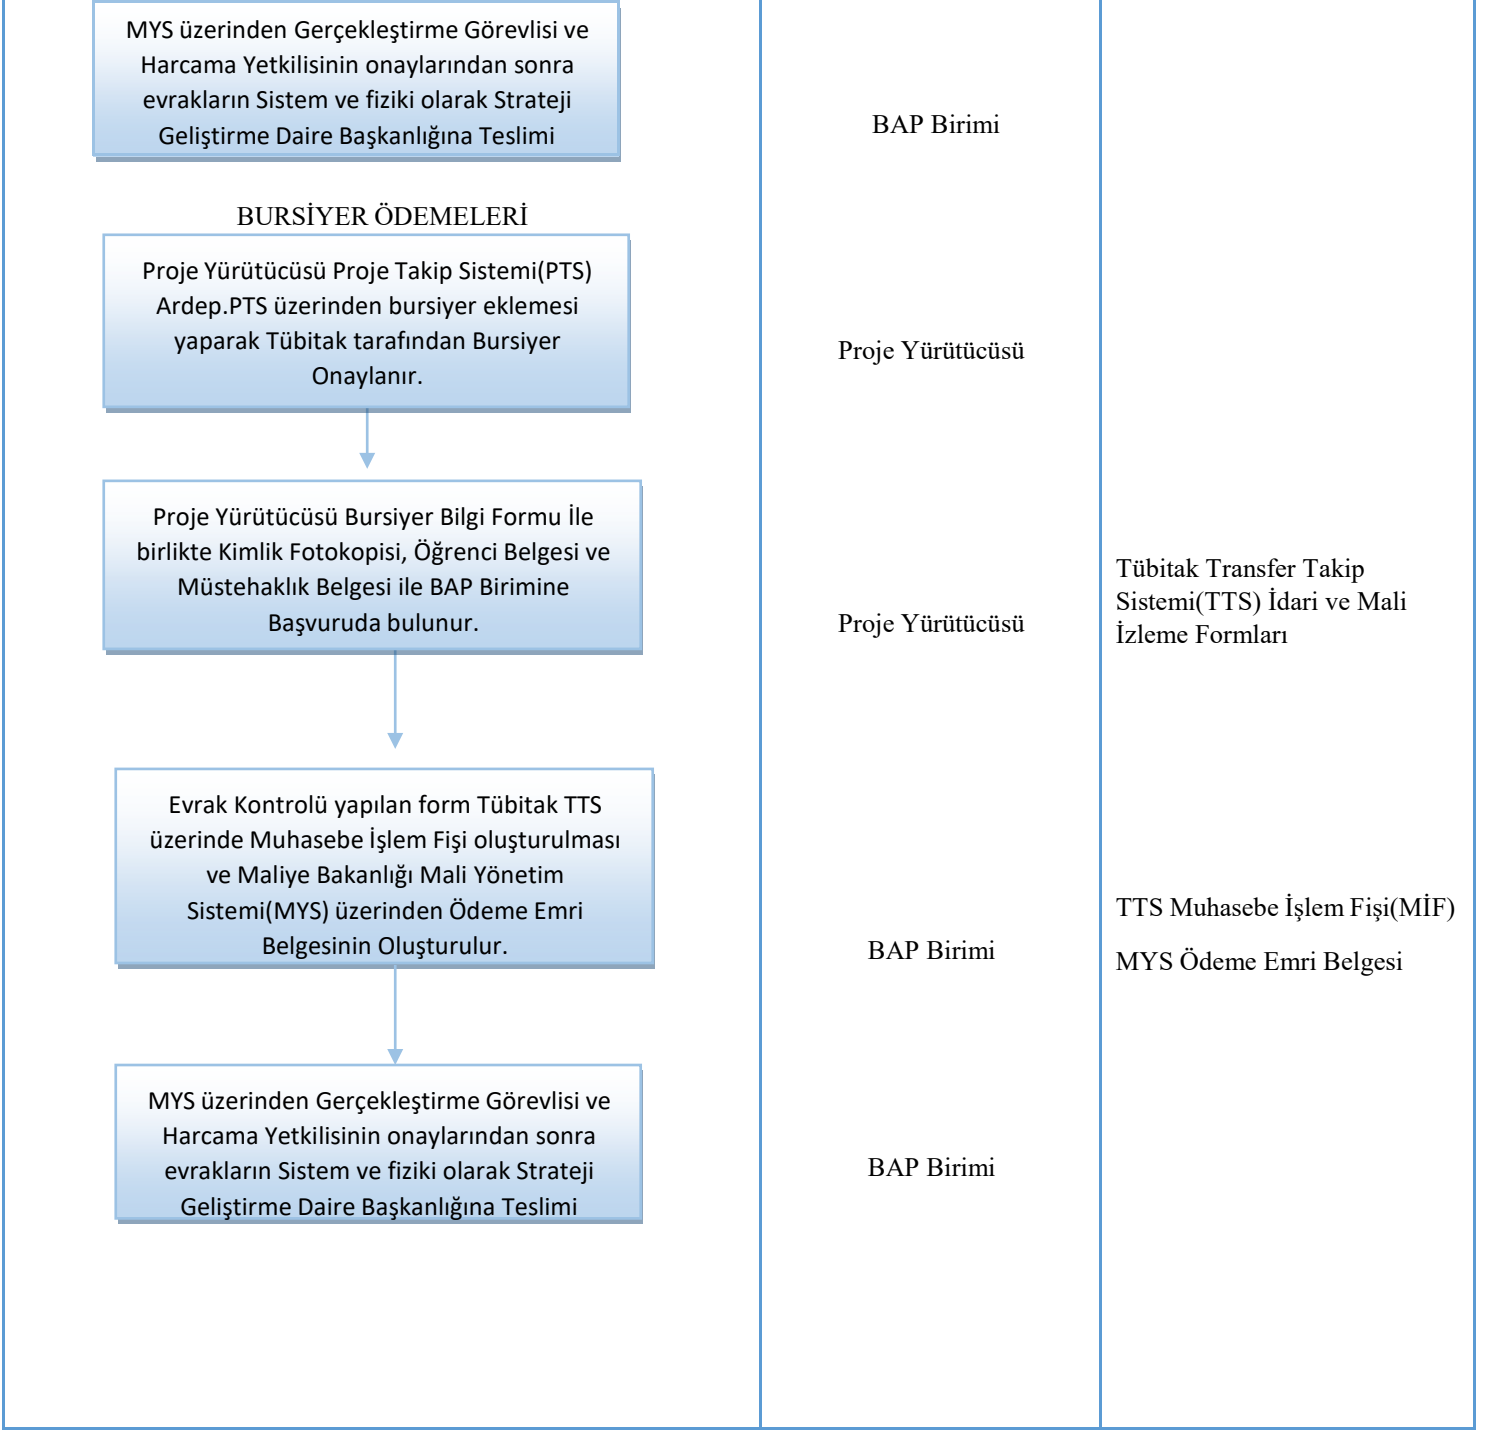 MYS üzerinden Gerçekleştirme Görevlisi ve
Harcama Yetkilisinin onaylarından sonra
evrakların Sistem ve fiziki olarak Strateji
Geliştirme Daire Başkanlığına Teslimi
BAP Birimi
BURSİYER ÖDEMELERİ
Proje Yürütücüsü Proje Takip Sistemi(PTS)
Ardep.PTS üzerinden bursiyer eklemesi
yaparak Tübitak tarafından Bursiyer
Onaylanır.
Proje Yürütücüsü
Proje Yürütücüsü Bursiyer Bilgi Formu İle
birlikte Kimlik Fotokopisi, Öğrenci Belgesi ve
Müstehaklık Belgesi ile BAP Birimine
Başvuruda bulunur.
Proje Yürütücüsü
Tübitak Transfer Takip
Sistemi(TTS) İdari ve Mali
İzleme Formları
Evrak Kontrolü yapılan form Tübitak TTS
üzerinde Muhasebe İşlem Fişi oluşturulması
ve Maliye Bakanlığı Mali Yönetim
Sistemi(MYS) üzerinden Ödeme Emri
Belgesinin Oluşturulur.
BAP Birimi
TTS Muhasebe İşlem Fişi(MİF)
MYS Ödeme Emri Belgesi
MYS üzerinden Gerçekleştirme Görevlisi ve
Harcama Yetkilisinin onaylarından sonra
evrakların Sistem ve fiziki olarak Strateji
Geliştirme Daire Başkanlığına Teslimi
BAP Birimi